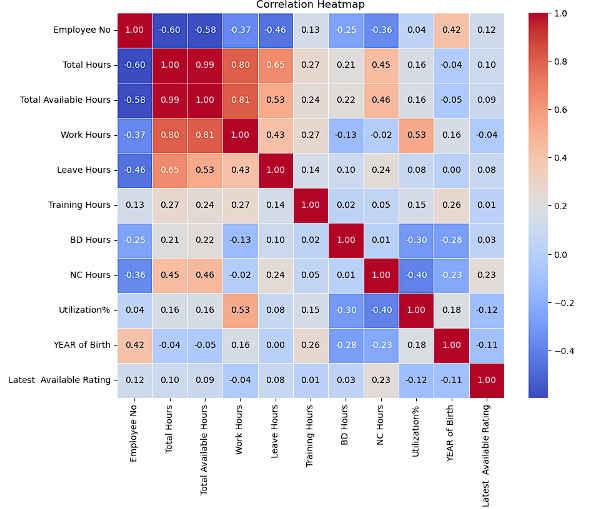 Correlation Heatmap
Employee No 1.00 -0.60 -0.58 -0.37 -0.46 0.13 -0.25 -0.36 0.04 0.42 0.12
Total Hours -0.60 1.00 0.99 0.80 0.65 0.27 0.21 0.45 0.16 -0.04 0.10
Total Available Hours -0.58 0.99 1.00 0.81 0.53 0.24 0.22 0.46 0.16 -0.05 0.09
Work Hours -0.37 0.80 0.81 1.00 0.43 0.27 -0.13 -0.02 0.53 0.16 -0.04
Leave Hours -0.46 0.65 0.53 0.43 1.00 0.14 0.10 0.24 0.08 0.00 0.08
Training Hours 0.13 0.27 0.24 0.27 0.14 1.00 0.02 0.05 0.15 0.26 0.01
BD Hours -0.25 0.21 0.22 -0.13 0.10 0.02 1.00 0.01 -0.30 -0.28 0.03
NC Hours -0.36 0.45 0.46 -0.02 0.24 0.05 0.01 1.00 -0.40 -0.23 0.23
Utilization% 0.04 0.16 0.16 0.53 0.08 0.15 -0.30 -0.40 1.00 0.18 -0.12
YEAR of Birth 0.42 -0.04 -0.05 0.16 0.00 0.26 -0.28 -0.23 0.18 1.00 -0.11
Latest  Available Rating 0.12 0.10 0.09 -0.04 0.08 0.01 0.03 0.23 -0.12 -0.11 1.00
Employee No
Total Hours
Total Available Hours
Work Hours
Leave Hours
Training Hours
BD Hours
NC Hours
Utilization%
YEAR of Birth
Latest  Available Rating
1.0
0.8
0.6
0.4
0.2
0.0
−0.2
−0.4